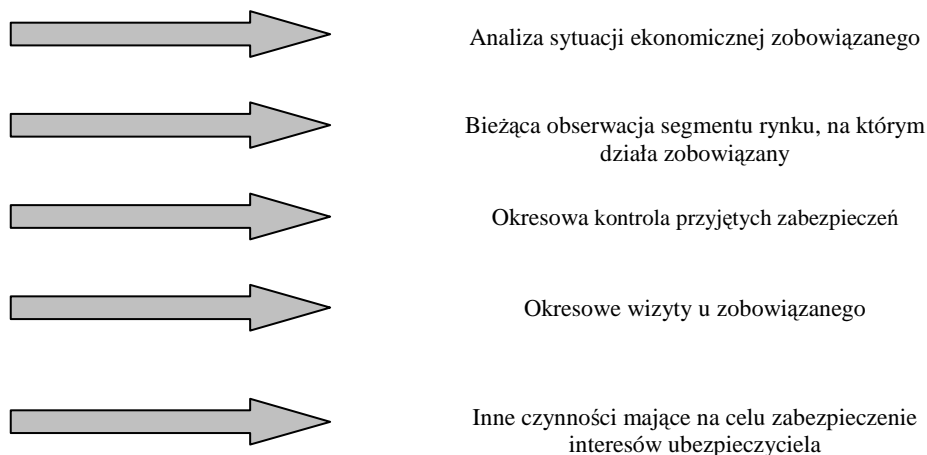 Analiza sytuacji ekonomicznej zobowiązanego
Bieżąca obserwacja segmentu rynku, na którym
działa zobowiązany
Okresowa kontrola przyjętych zabezpieczeń
Okresowe wizyty u zobowiązanego
Inne czynności mające na celu zabezpieczenie
interesów ubezpieczyciela